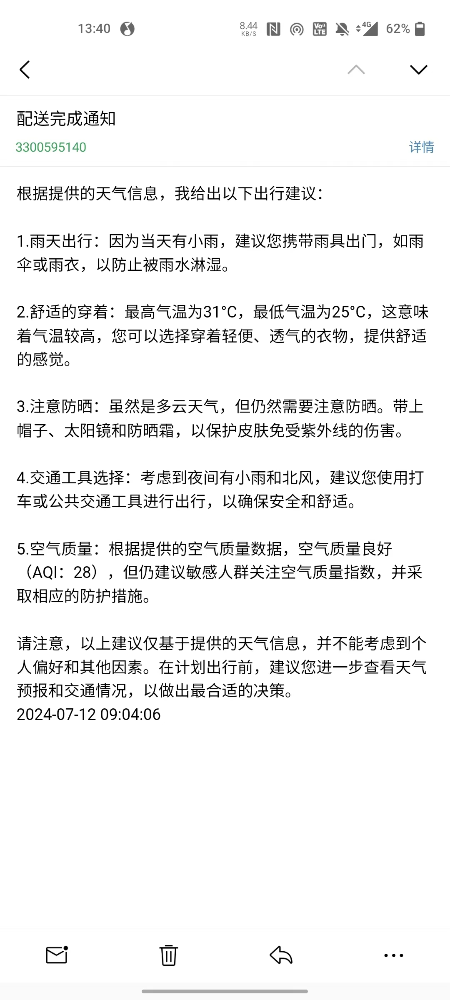 13:40
8.44
KB/S
Vo))
LTE
4G
62%
配送完成通知
3300595140
详情
根据提供的天气信息，我给出以下出行建议：
1.雨天出行：因为当天有小雨，建议您携带雨具出门，如雨
伞或雨衣，以防止被雨水淋湿。
2.舒适的穿着：最高气温为31°C，最低气温为25°C，这意味
着气温较高，您可以选择穿着轻便、透气的衣物，提供舒适
的感觉。
3.注意防晒：虽然是多云天气，但仍然需要注意防晒。带上
帽子、太阳镜和防晒霜，以保护皮肤免受紫外线的伤害。
4.交通工具选择：考虑到夜间有小雨和北风，建议您使用打
车或公共交通工具进行出行，以确保安全和舒适。
5.空气质量：根据提供的空气质量数据，空气质量良好
（AQI：28），但仍建议敏感人群关注空气质量指数，并采
取相应的防护措施。
请注意，以上建议仅基于提供的天气信息，并不能考虑到个
人偏好和其他因素。在计划出行前，建议您进一步查看天气
预报和交通情况，以做出最合适的决策。
2024-07-12 09:04:06